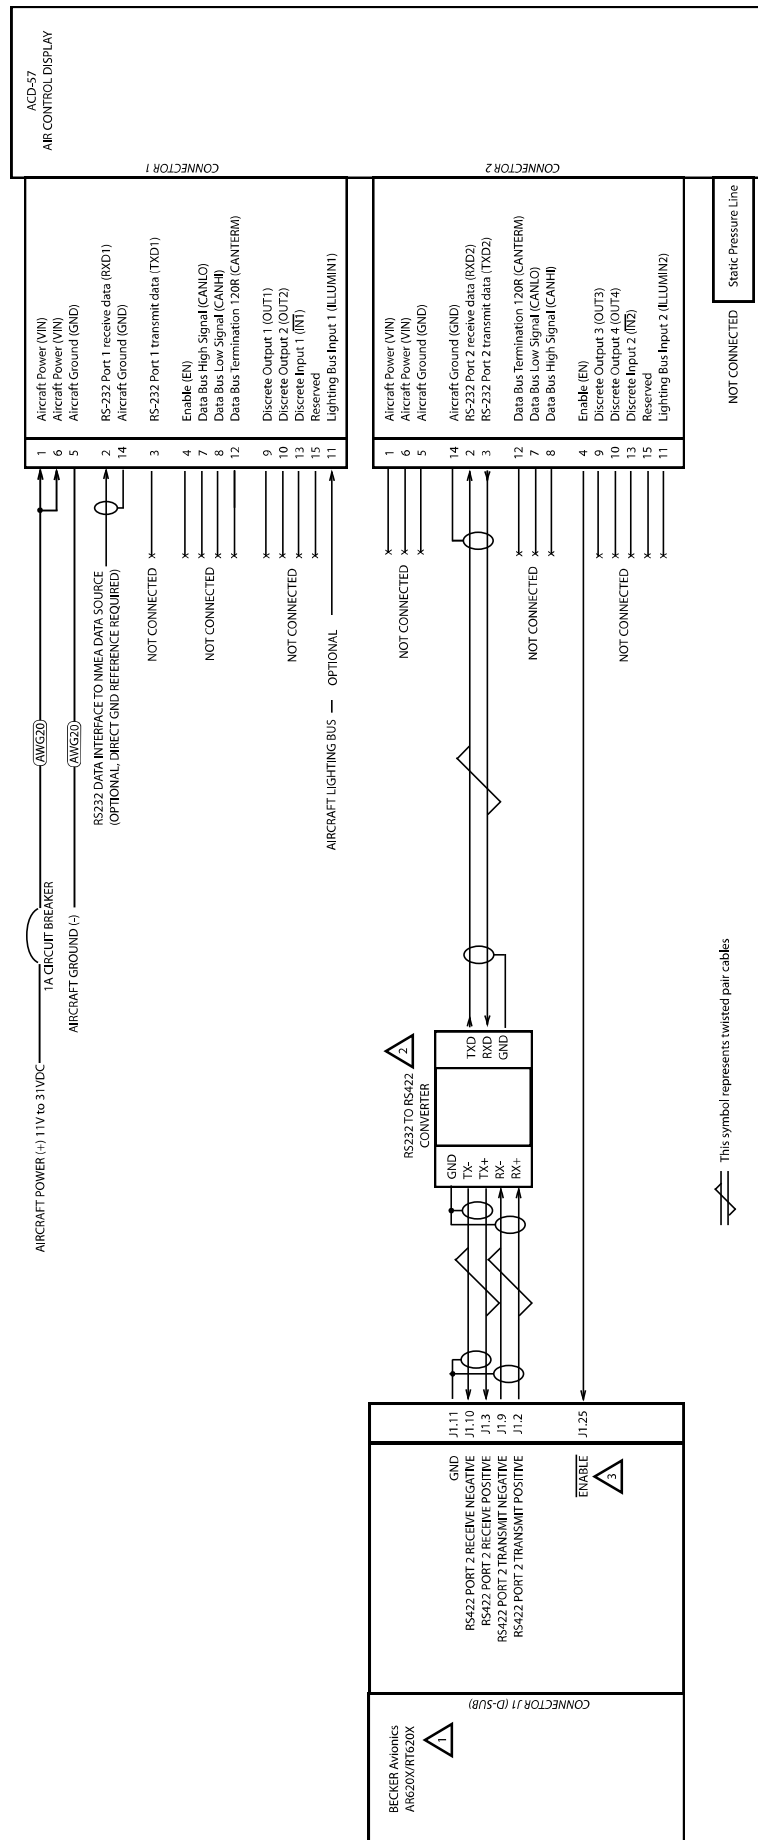 ACD-57
AIR CONTROL DISPLAY
CONNECTOR 1
1 Aircraft Power (VIN)
6 Aircraft Power (VIN)
5 Aircraft Ground (GND)
2 RS-232 Port 1 receive data (RXD1)
14 Aircraft Ground (GND)
3 RS-232 Port 1 transmit data (TXD1)
4 Enable (EN)
7 Data Bus High Signal (CANLO)
8 Data Bus Low Signal (CANHI)
12 Data Bus Termination 120R (CANTERM)
9 Discrete Output 1 (OUT1)
10 Discrete Output 2 (OUT2)
13 Discrete Input 1 (IN1)
15 Reserved
11 Lighting Bus Input 1 (ILLUMIN1)
CONNECTOR 2
1 Aircraft Power (VIN)
6 Aircraft Power (VIN)
5 Aircraft Ground (GND)
14 Aircraft Ground (GND)
2 RS-232 Port 2 receive data (RXD2)
3 RS-232 Port 2 transmit data (TXD2)
12 Data Bus Termination 120R (CANTERM)
7 Data Bus Low Signal (CANLO)
8 Data Bus High Signal (CANHI)
4 Enable (EN)
9 Discrete Output 3 (OUT3)
10 Discrete Output 4 (OUT4)
13 Discrete Input 2 (IN2)
15 Reserved
11 Lighting Bus Input 2 (ILLUMIN2)
Static Pressure Line
NOT CONNECTED
AIRCRAFT POWER (+) 11V to 31VDC
1A CIRCUIT BREAKER
AWG20
AIRCRAFT GROUND (-)
AWG20
RS232 DATA INTERFACE TO NMEA DATA SOURCE
(OPTIONAL, DIRECT GND REFERENCE REQUIRED)
NOT CONNECTED
NOT CONNECTED
NOT CONNECTED
AIRCRAFT LIGHTING BUS — OPTIONAL
NOT CONNECTED
NOT CONNECTED
NOT CONNECTED
2
RS232 TO RS422
CONVERTER
TXD
RXD
GND
GND
TX-
TX+
RX-
RX+
This symbol represents twisted pair cables
GND J1.11
RS422 PORT 2 RECEIVE NEGATIVE J1.10
RS422 PORT 2 RECEIVE POSITIVE J1.3
RS422 PORT 2 TRANSMIT NEGATIVE J1.9
RS422 PORT 2 TRANSMIT POSITIVE J1.2
ENABLE J1.25
3
CONNECTOR J1 (D-SUB)
BECKER Avionics
AR620X/RT620X
1